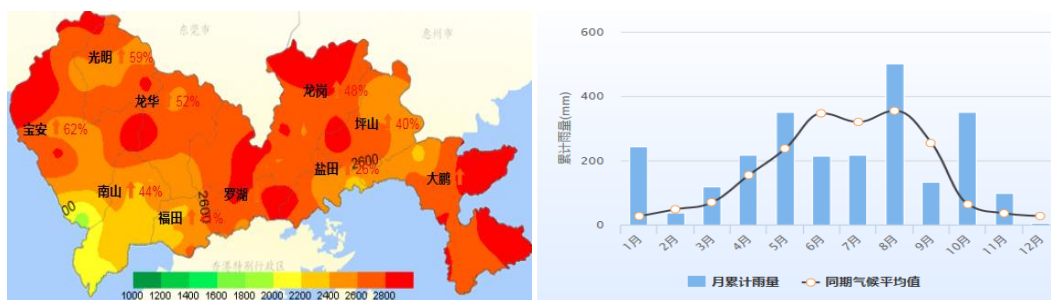 东莞市
惠州市
光明
59%
龙华
52%
龙岗
48%
坪山
40%
宝安
62%
盐田
26%
2600
大鹏
南山
44%
罗湖
福田
2600
香港特别行政区
1000 1200 1400 1600 1800 2000 2200 2400 2600 2800
600
400
200
0
累计雨量(mm)
1月 2月 3月 4月 5月 6月 7月 8月 9月 10月 11月 12月
月累计雨量 同期气候平均值